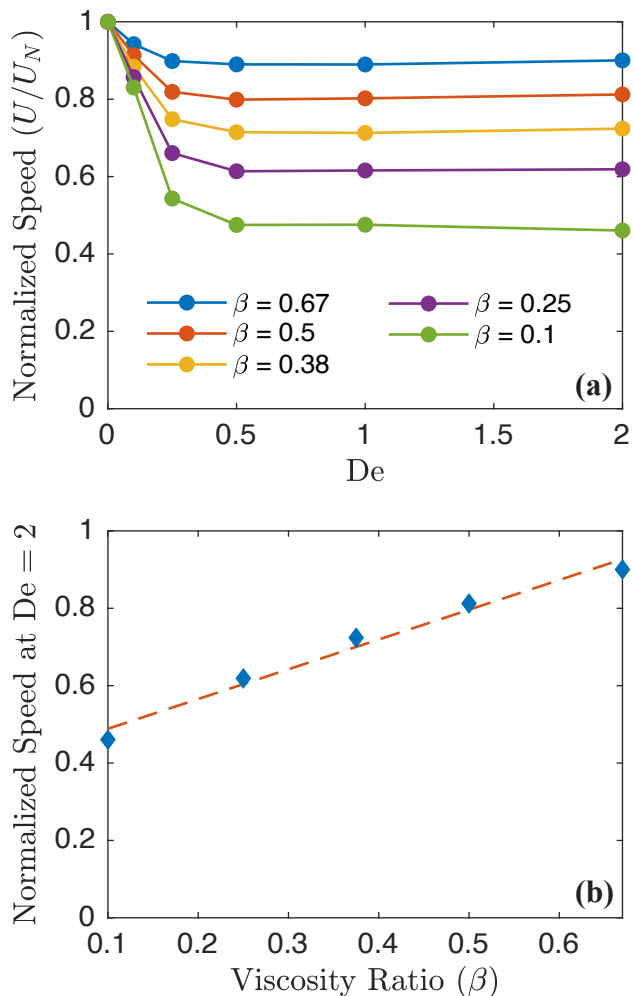 Normalized Speed (U/U_N)
1
0.8
0.6
0.4
0.2
0
β = 0.67
β = 0.5
β = 0.38
β = 0.25
β = 0.1
(a)
0 0.5 1 1.5 2
De
Normalized Speed at De = 2
1
0.8
0.6
0.4
0.2
0
(b)
0.1 0.2 0.3 0.4 0.5 0.6
Viscosity Ratio (β)